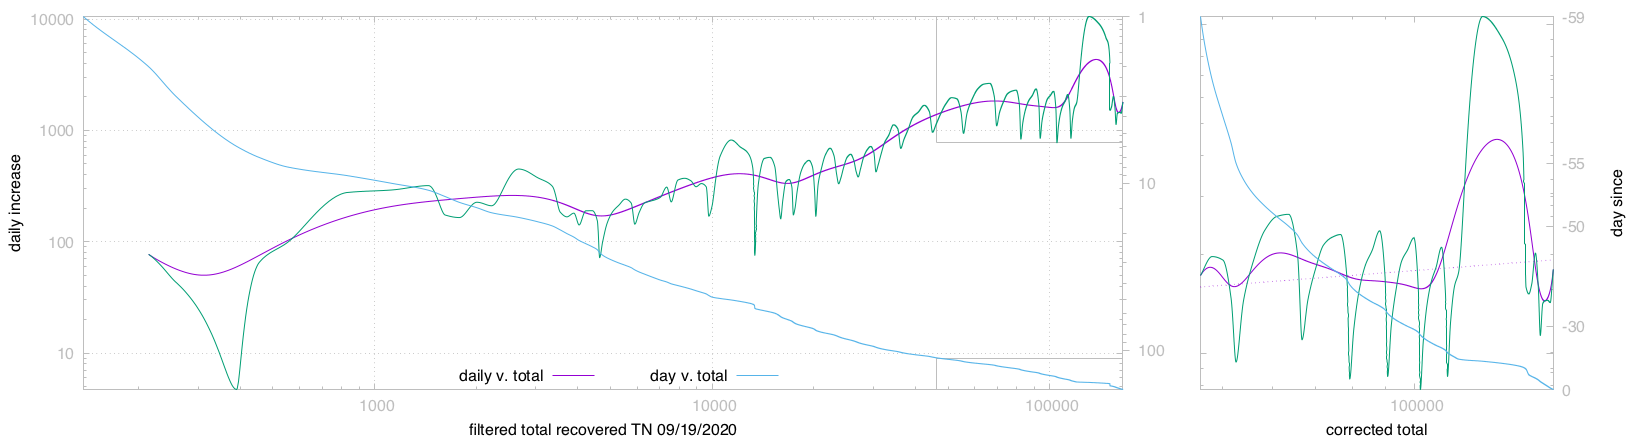 10000
1000
100
10
daily increase
1000
10000
100000
1
10
100
daily v. total
day v. total
filtered total recovered TN 09/19/2020
-59
-55
-50
-30
0
day since
100000
corrected total